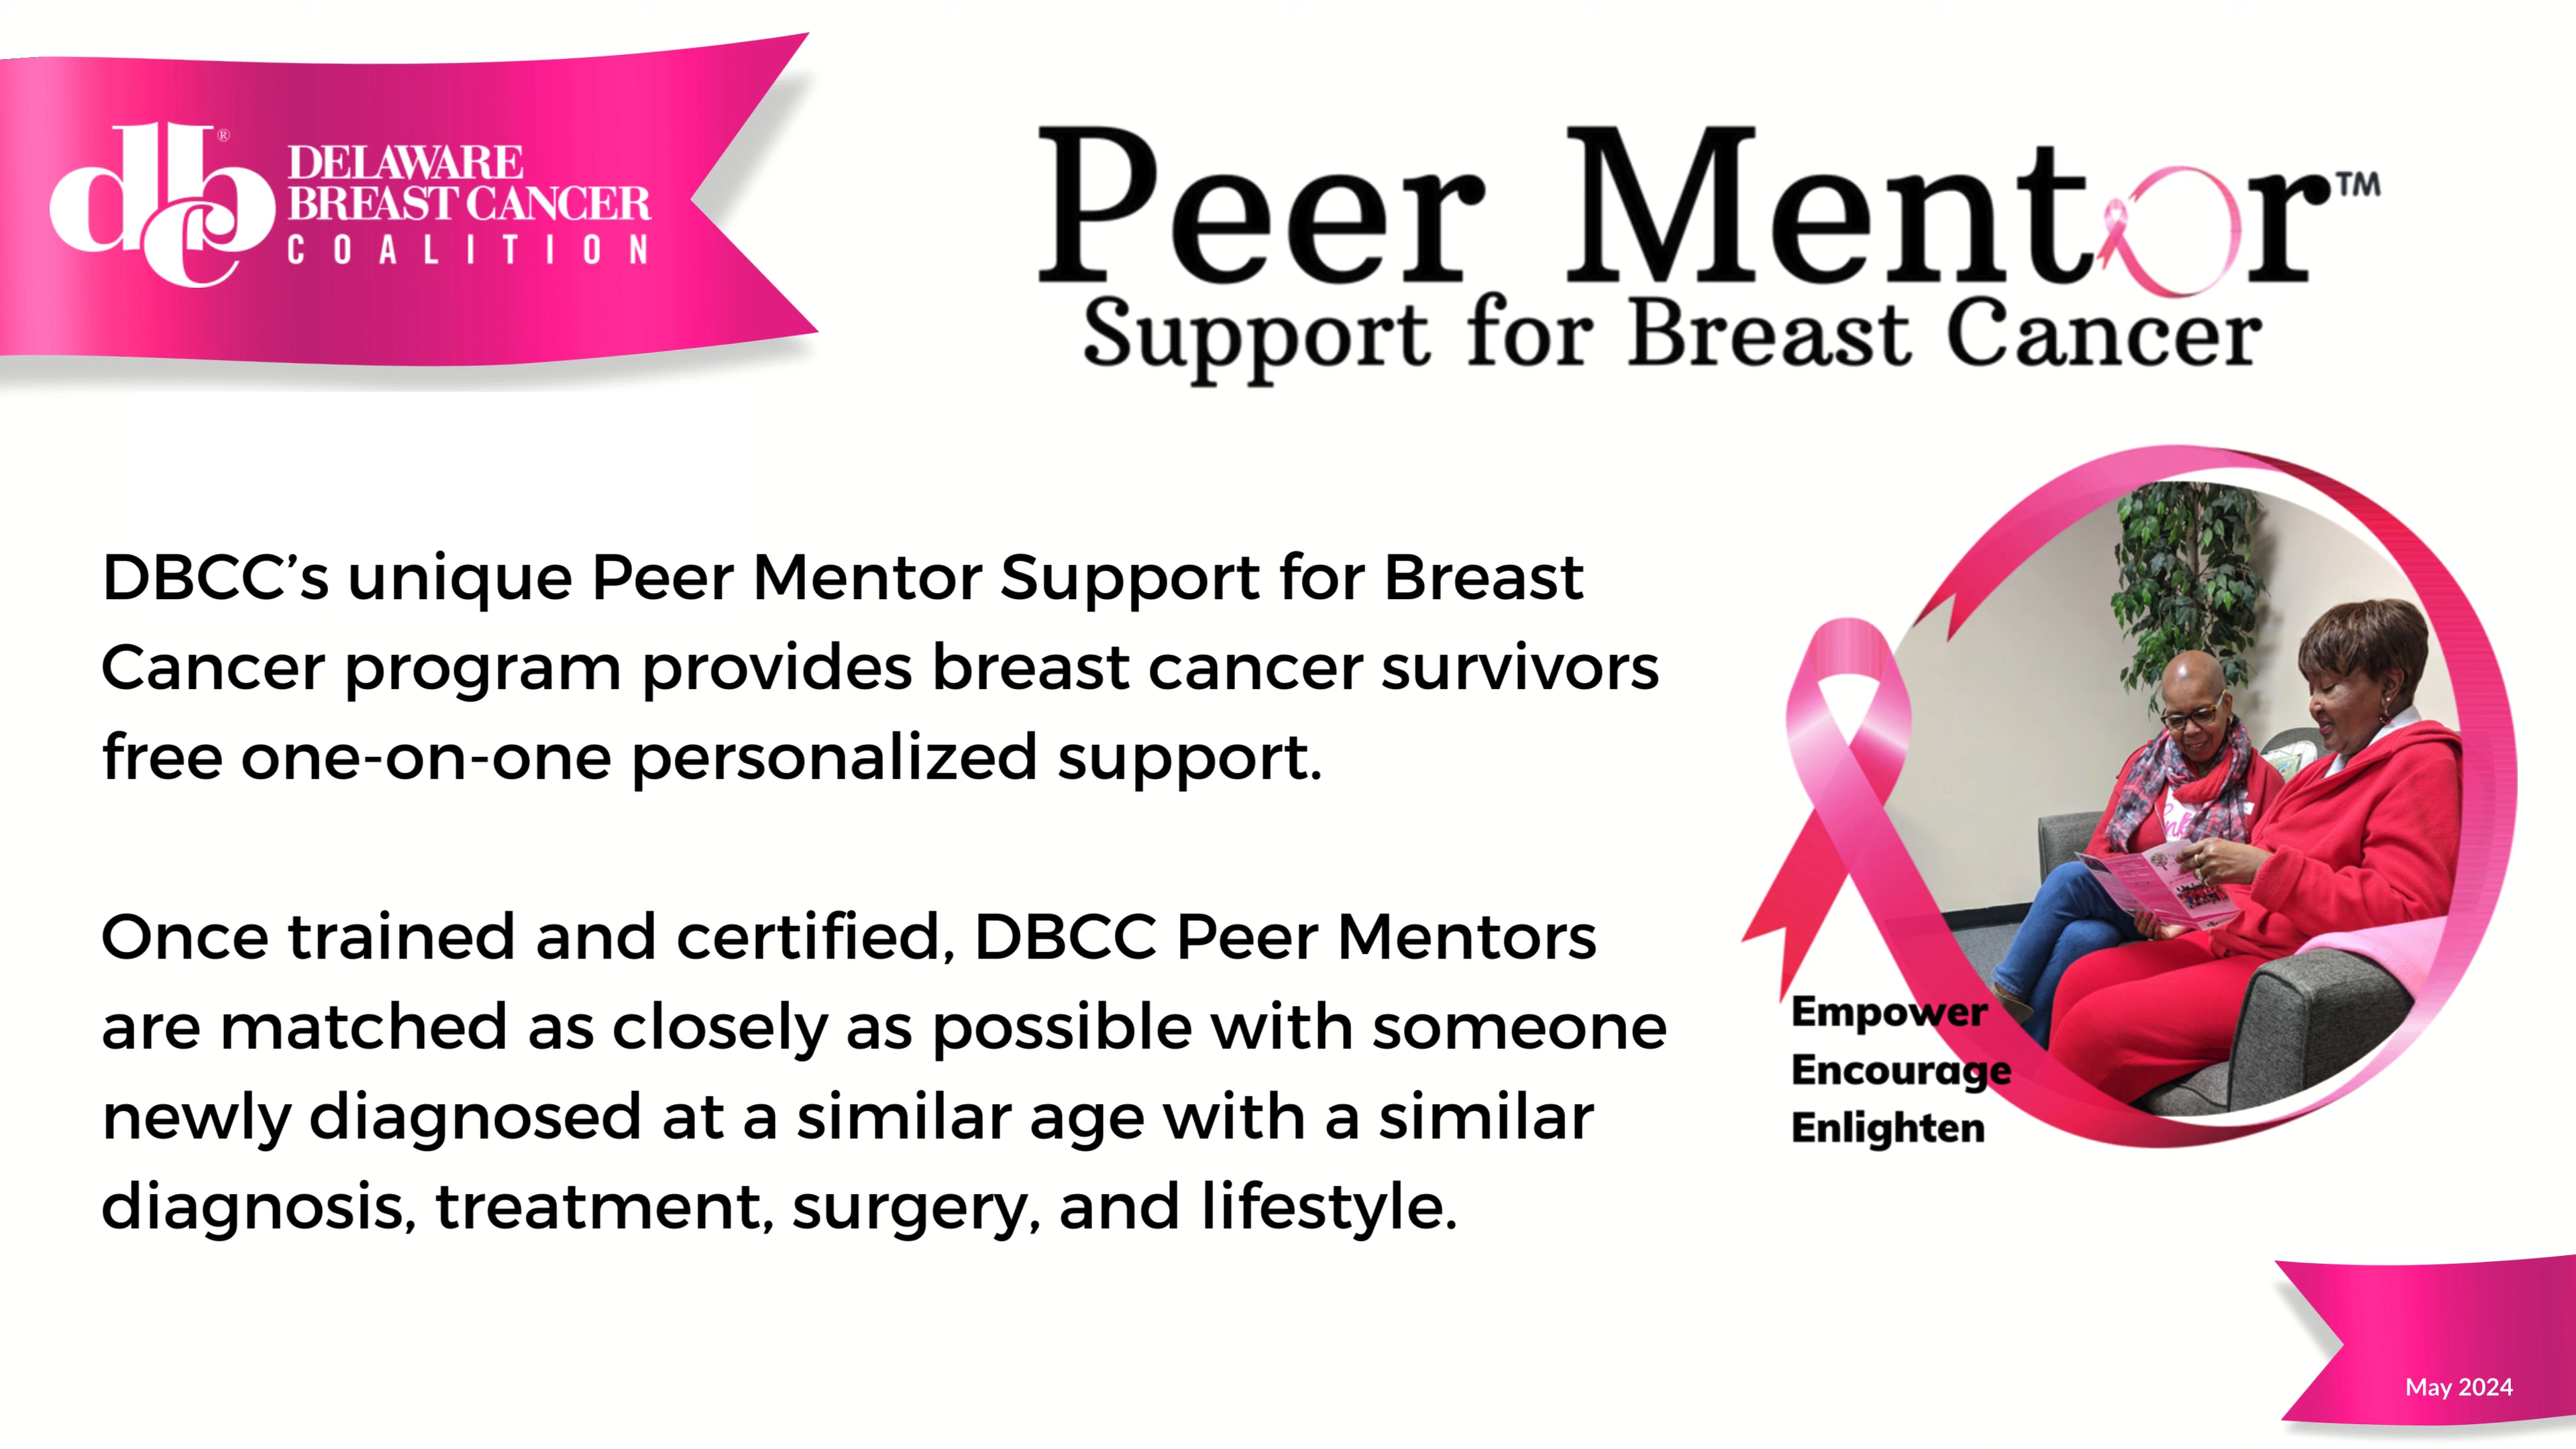 dbcc®
DELAWARE
BREAST CANCER
COALITION
Peer Mentor™
Support for Breast Cancer
DBCC’s unique Peer Mentor Support for Breast
Cancer program provides breast cancer survivors
free one-on-one personalized support.
Once trained and certified, DBCC Peer Mentors
are matched as closely as possible with someone
newly diagnosed at a similar age with a similar
diagnosis, treatment, surgery, and lifestyle.
Empower
Encourage
Enlighten
May 2024